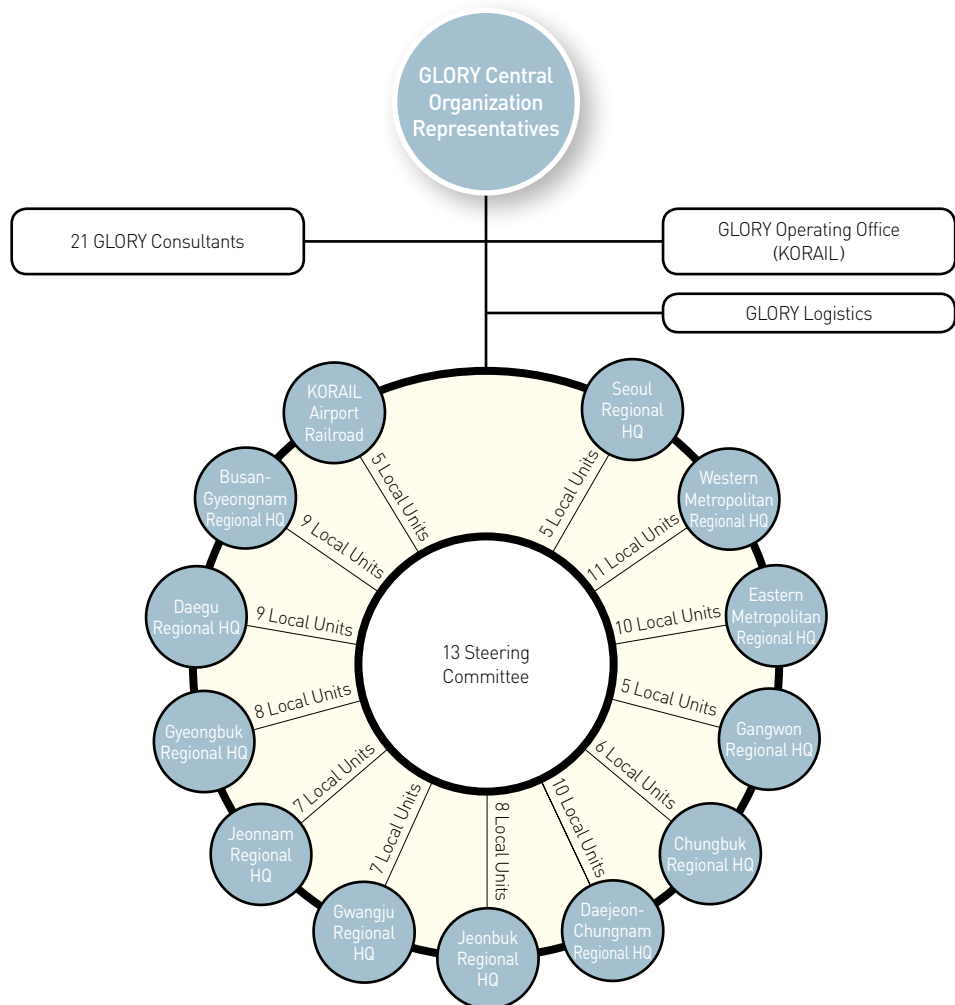 GLORY Central
Organization
Representatives
21 GLORY Consultants
GLORY Operating Office
(KORAIL)
GLORY Logistics
KORAIL
Airport
Railroad
5 Local Units
Seoul
Regional
HQ
5 Local Units
Western
Metropolitan
Regional HQ
11 Local Units
Eastern
Metropolitan
Regional HQ
10 Local Units
Gangwon
Regional HQ
5 Local Units
Chungbuk
Regional HQ
6 Local Units
Daejeon-
Chungnam
Regional HQ
10 Local Units
Jeonbuk
Regional
HQ
8 Local Units
Gwangju
Regional
HQ
7 Local Units
Jeonnam
Regional
HQ
7 Local Units
Gyeongbuk
Regional HQ
8 Local Units
Daegu
Regional HQ
9 Local Units
Busan-
Gyeongnam
Regional HQ
9 Local Units
13 Steering
Committee